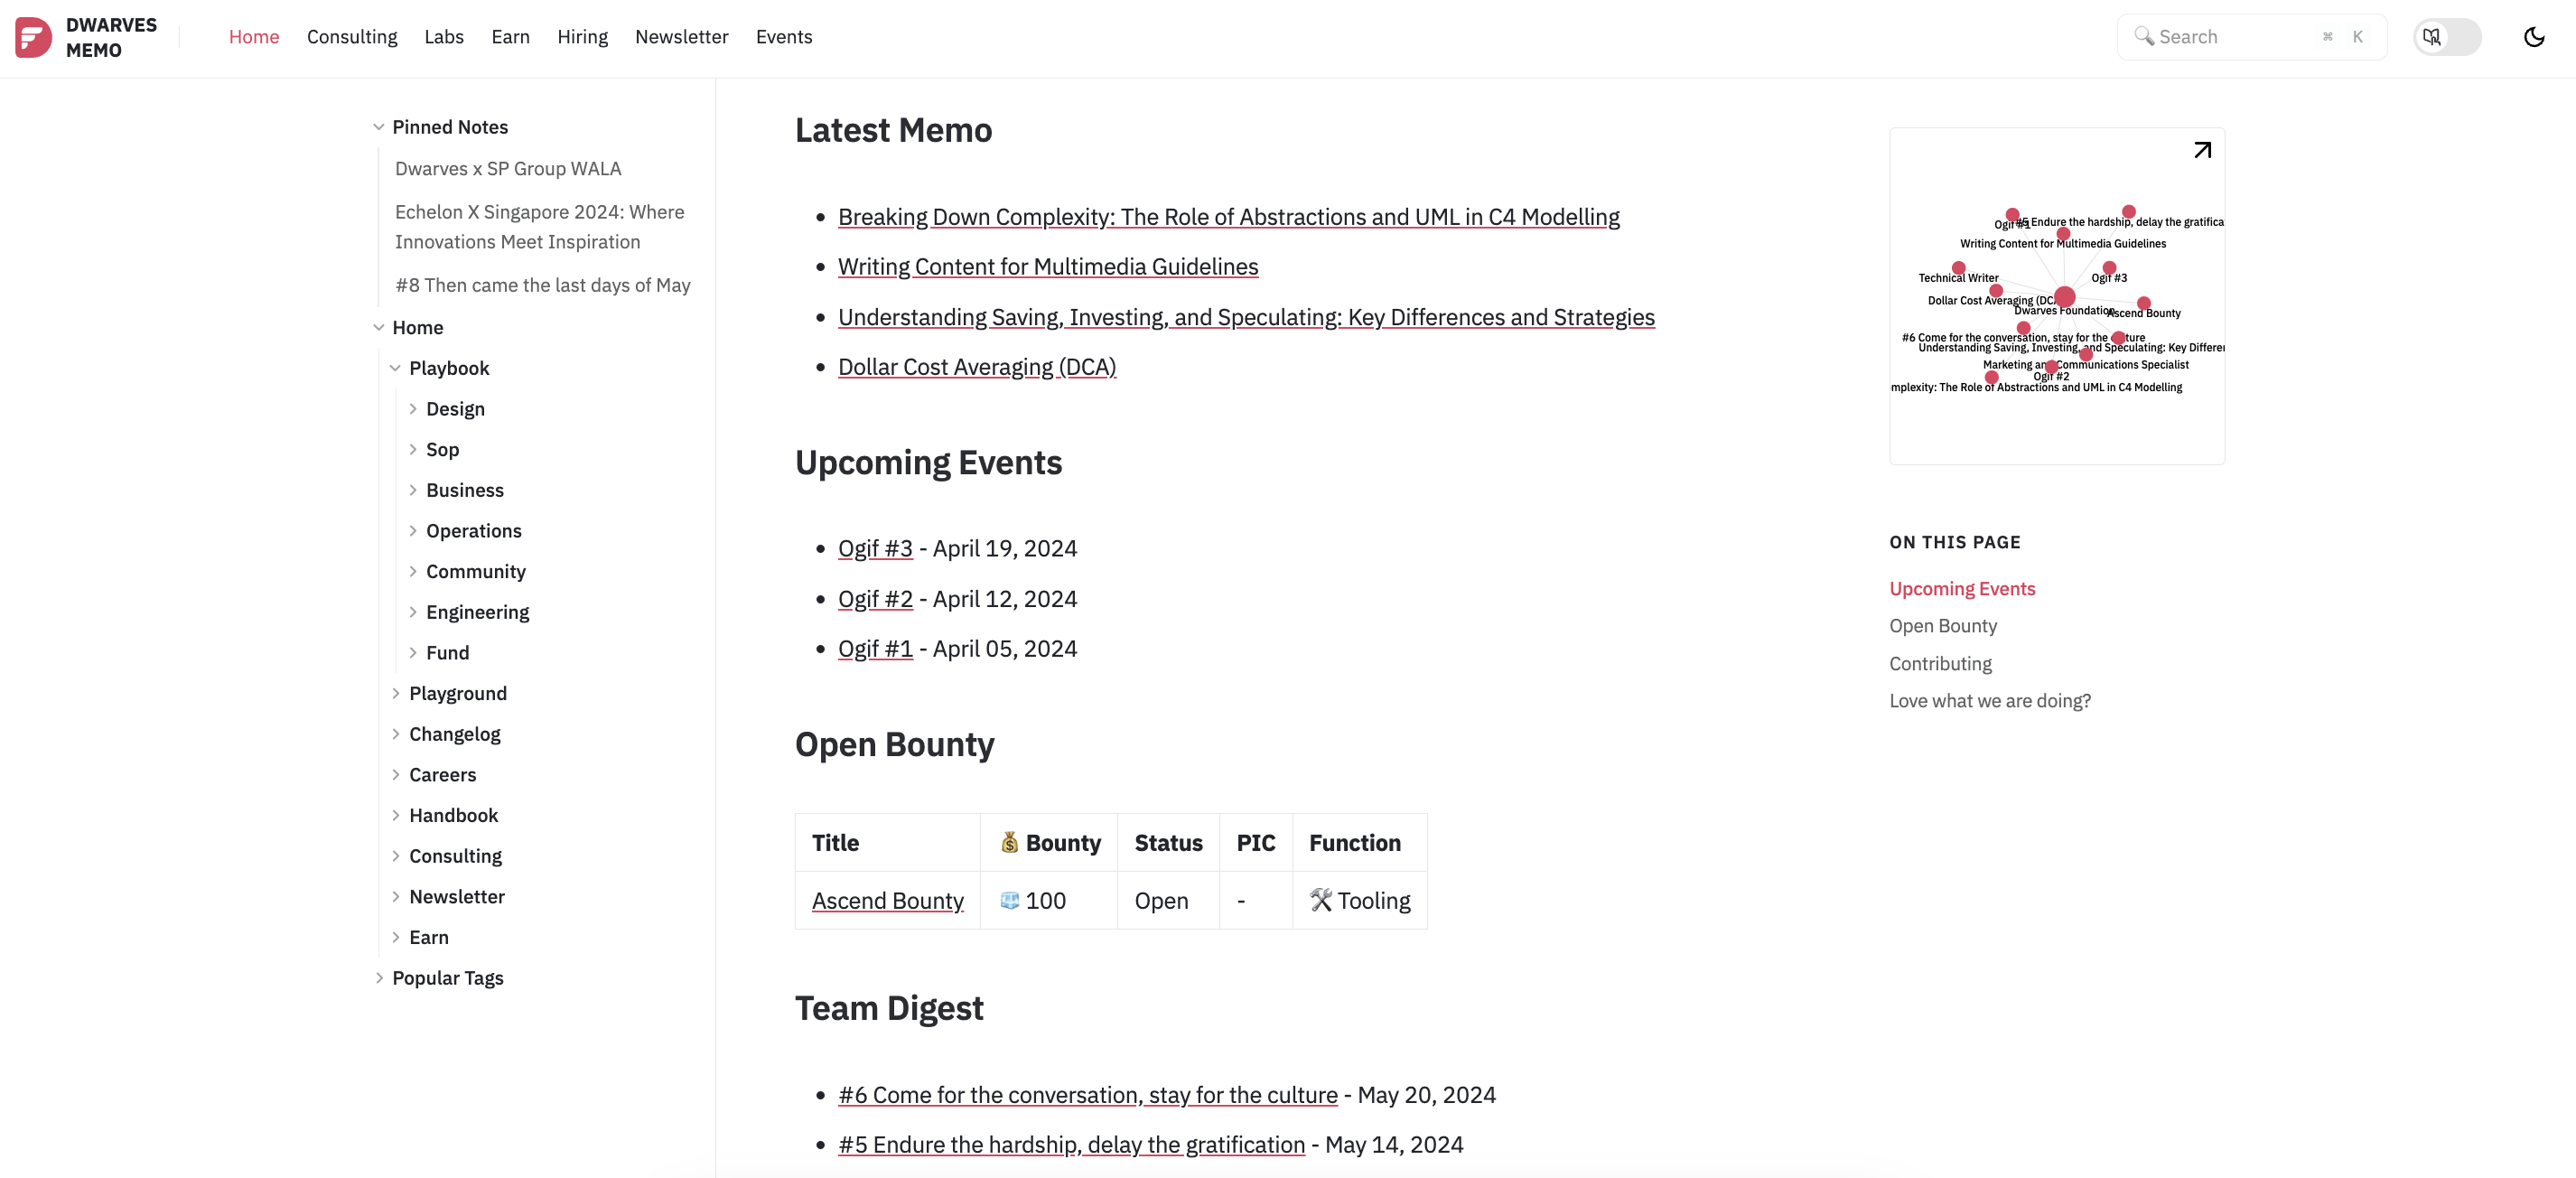 DWARVES
MEMO
Home Consulting Labs Earn Hiring Newsletter Events
Search ⌘ K
Pinned Notes
Dwarves x SP Group WALA
Echelon X Singapore 2024: Where
Innovations Meet Inspiration
#8 Then came the last days of May
Home
Playbook
Design
Sop
Business
Operations
Community
Engineering
Fund
Playground
Changelog
Careers
Handbook
Consulting
Newsletter
Earn
Popular Tags
Latest Memo
Breaking Down Complexity: The Role of Abstractions and UML in C4 Modelling
Writing Content for Multimedia Guidelines
Understanding Saving, Investing, and Speculating: Key Differences and Strategies
Dollar Cost Averaging (DCA)
Upcoming Events
Ogif #3 - April 19, 2024
Ogif #2 - April 12, 2024
Ogif #1 - April 05, 2024
Open Bounty
Title 💰 Bounty Status PIC Function
Ascend Bounty 🧊 100 Open - 🛠️ Tooling
Team Digest
#6 Come for the conversation, stay for the culture - May 20, 2024
#5 Endure the hardship, delay the gratification - May 14, 2024
Ogif #1
#5 Endure the hardship, delay the gratifica
Writing Content for Multimedia Guidelines
Technical Writer
Ogif #3
Dollar Cost Averaging (DCA
Dwarves Foundation
Ascend Bounty
#6 Come for the conversation, stay for the culture
Understanding Saving, Investing, and Speculating: Key Differen
Marketing and Communications Specialist
Ogif #2
mplexity: The Role of Abstractions and UML in C4 Modelling
ON THIS PAGE
Upcoming Events
Open Bounty
Contributing
Love what we are doing?